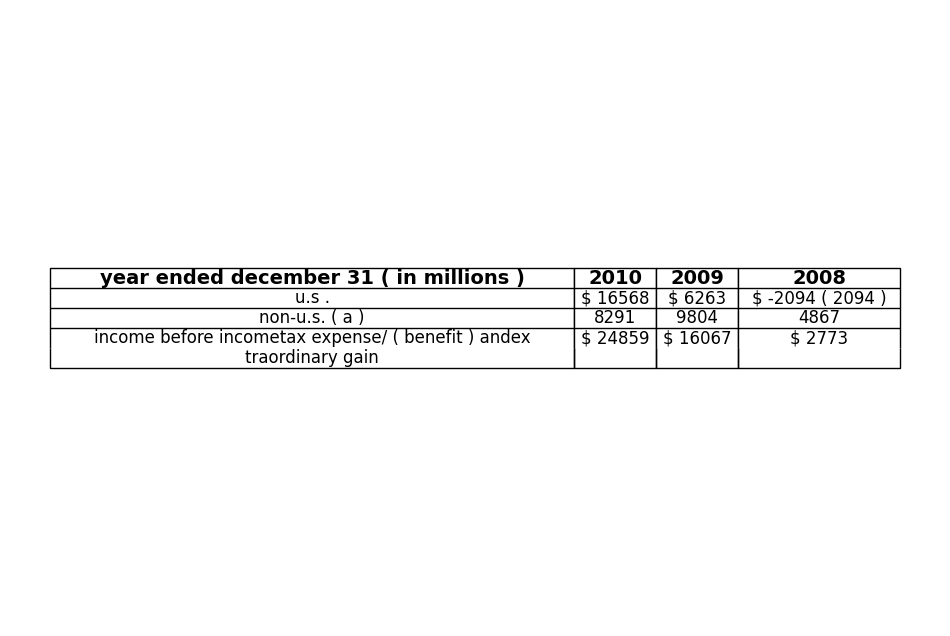 year ended december 31 ( in millions ) 2010 2009 2008
u.s . $ 16568 $ 6263 $ -2094 ( 2094 )
non-u.s. ( a ) 8291 9804 4867
income before incometax expense/ ( benefit ) andex $ 24859 $ 16067 $ 2773
traordinary gain